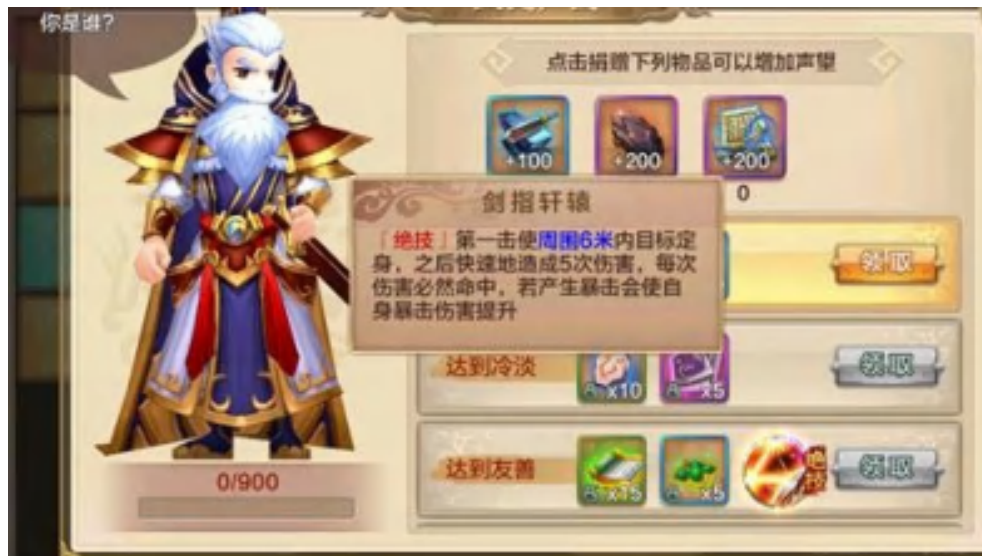 你是谁？
点击捐赠下列物品可以增加声望
+100
+200
+200
0
剑指轩辕
「绝技」第一击使周围6米内目标定
身，之后快速地造成5次伤害，每次
伤害必然命中，若产生暴击会使自
身暴击伤害提升
领取
达到冷淡
x10
x5
领取
达到友善
x15
x5
绝技
领取
0/900